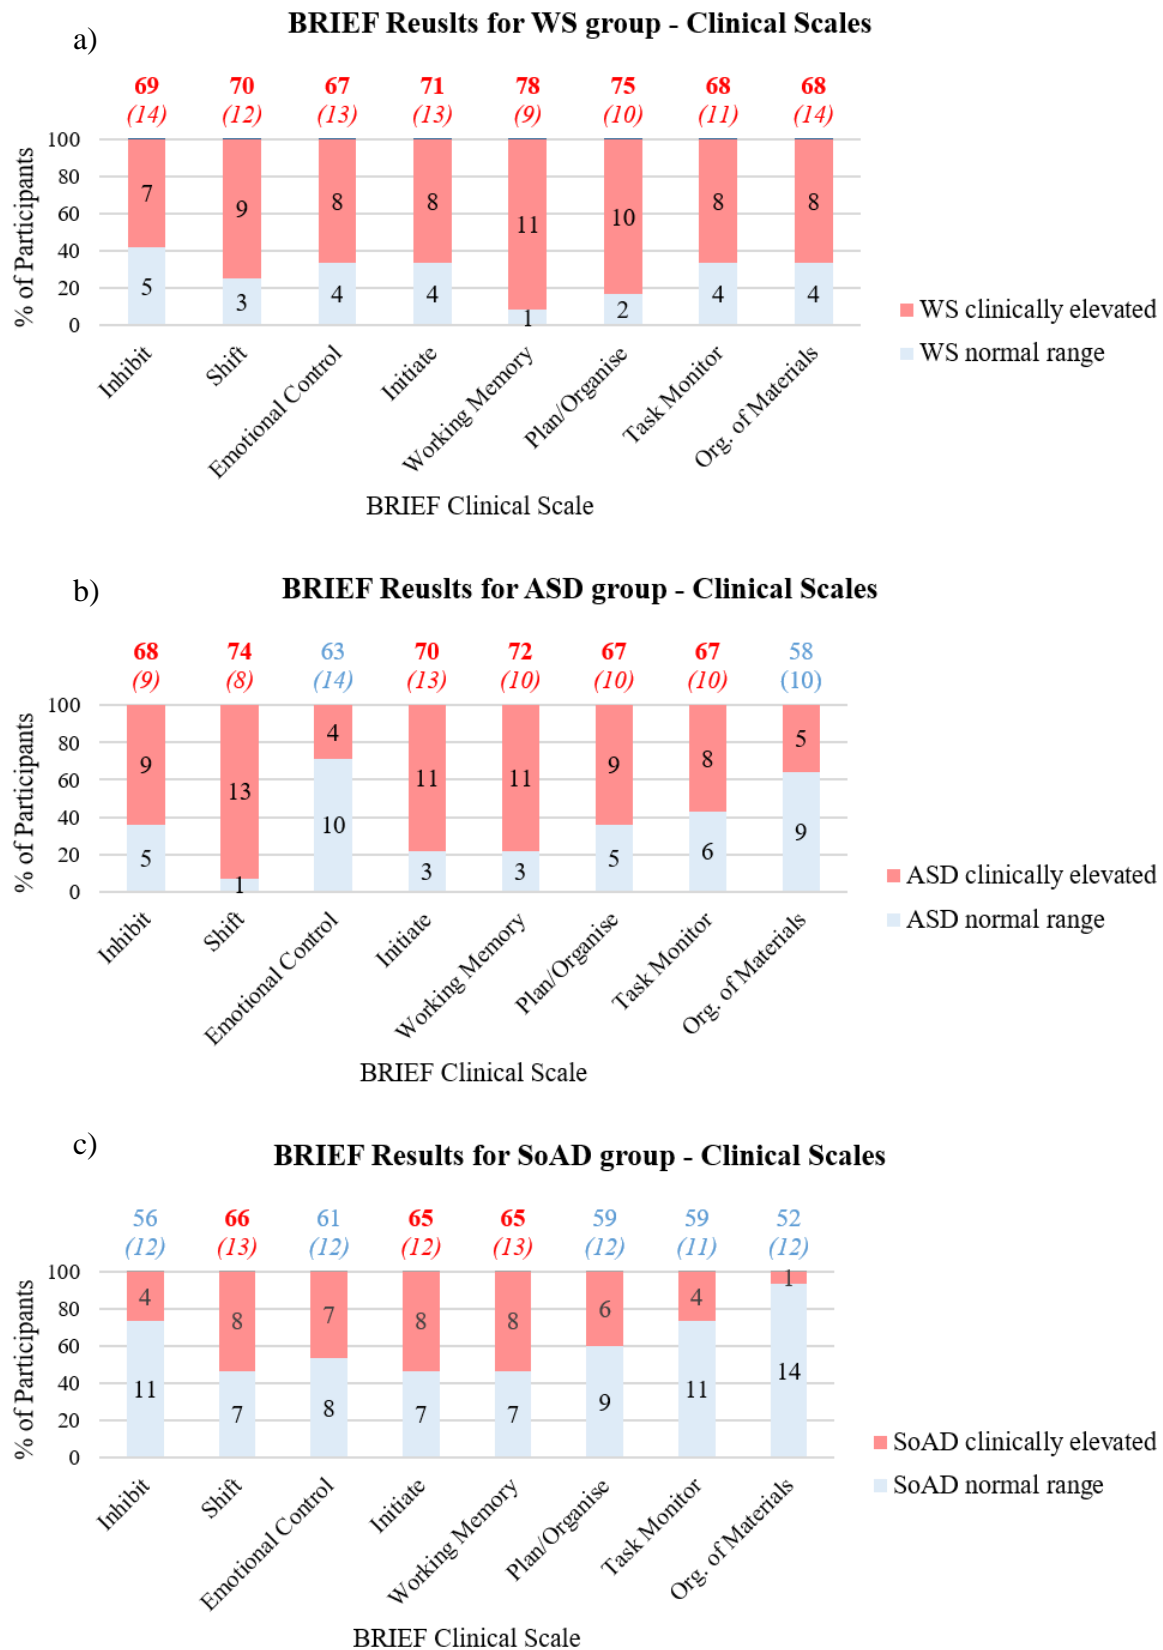 a)
BRIEF Reuslts for WS group - Clinical Scales
69 70 67 71 78 75 68 68
(14) (12) (13) (13) (9) (10) (11) (14)
% of Participants
100
80
60
40
20
0
7 9 8 8 11 10 8 8
5 3 4 4 1 2 4 4
WS clinically elevated
WS normal range
Inhibit
Shift
Emotional Control
Initiate
Working Memory
Plan/Organise
Task Monitor
Org. of Materials
BRIEF Clinical Scale
b)
BRIEF Reuslts for ASD group - Clinical Scales
68 74 63 70 72 67 67 58
(9) (8) (14) (13) (10) (10) (10) (10)
% of Participants
100
80
60
40
20
0
9 13 4 11 11 9 8 5
5 1 10 3 3 5 6 9
ASD clinically elevated
ASD normal range
Inhibit
Shift
Emotional Control
Initiate
Working Memory
Plan/Organise
Task Monitor
Org. of Materials
BRIEF Clinical Scale
c)
BRIEF Results for SoAD group - Clinical Scales
56 66 61 65 65 59 59 52
(12) (13) (12) (12) (13) (12) (11) (12)
% of Participants
100
80
60
40
20
0
4 8 7 8 8 6 4 1
11 7 8 7 7 9 11 14
SoAD clinically elevated
SoAD normal range
Inhibit
Shift
Emotional Control
Initiate
Working Memory
Plan/Organise
Task Monitor
Org. of Materials
BRIEF Clinical Scale